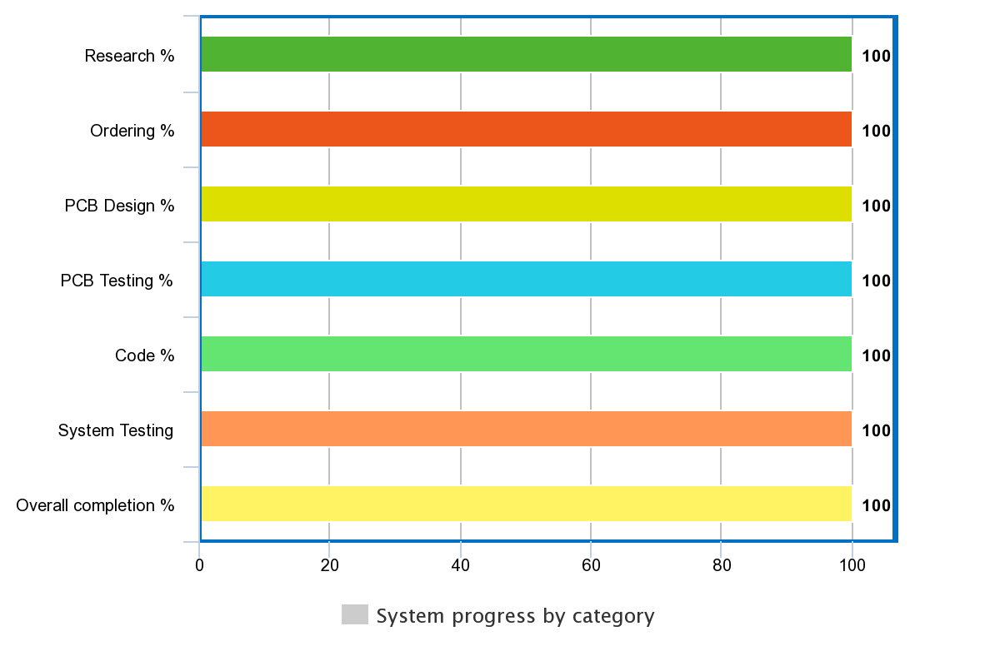 Research %
100
Ordering %
100
PCB Design %
100
PCB Testing %
100
Code %
100
System Testing
100
Overall completion %
100
0 20 40 60 80 100
System progress by category